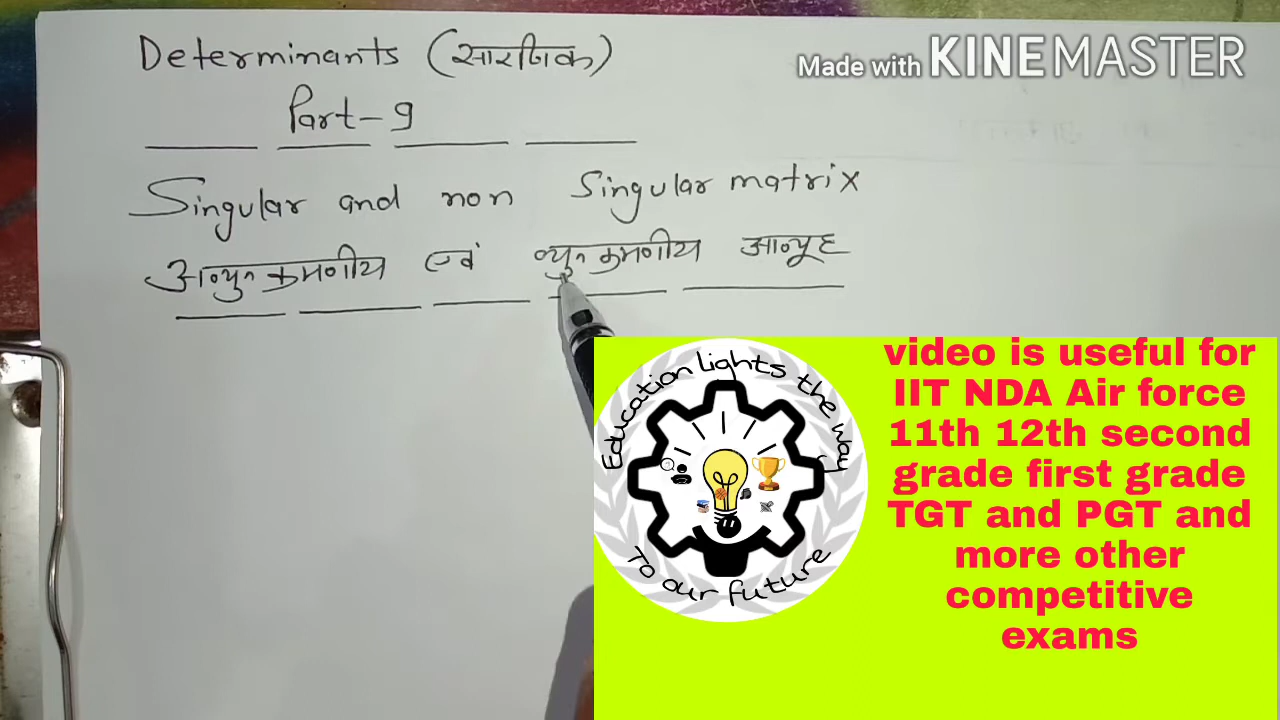 Determinants (सारणिक)
Part-9
Singular and non Singular matrix
अव्युत्क्रमणीय एवं व्युत्क्रमणीय आव्यूह
Made with KINEMASTER
Education lights the way
To our future
video is useful for
IIT NDA Air force
11th 12th second
grade first grade
TGT and PGT and
more other
competitive
exams